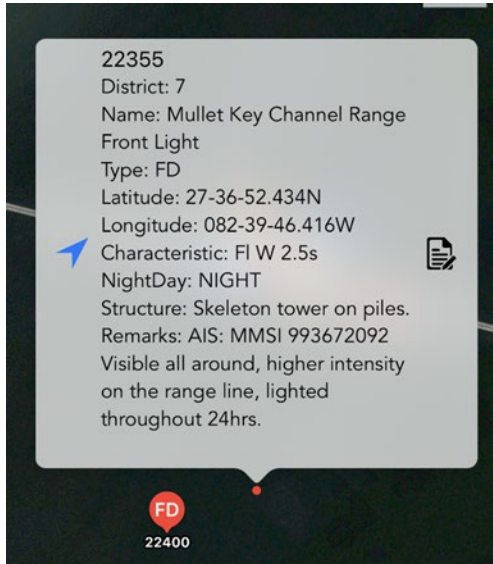 22355
District: 7
Name: Mullet Key Channel Range
Front Light
Type: FD
Latitude: 27-36-52.434N
Longitude: 082-39-46.416W
Characteristic: Fl W 2.5s
NightDay: NIGHT
Structure: Skeleton tower on piles.
Remarks: AIS: MMSI 993672092
Visible all around, higher intensity
on the range line, lighted
throughout 24hrs.
FD
22400